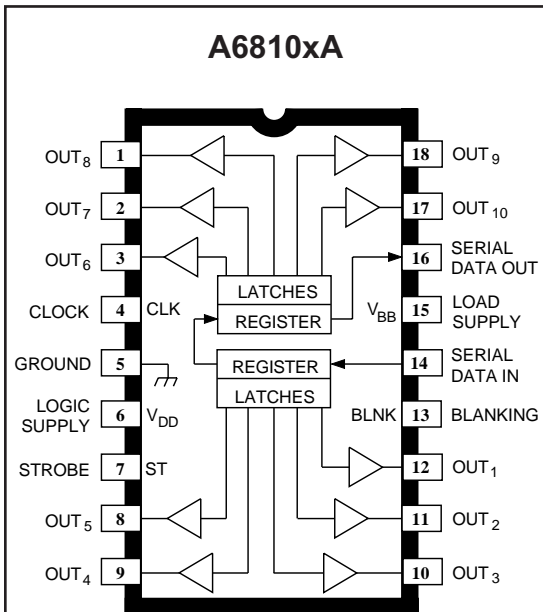 A6810xA
OUT8 1 18 OUT9
OUT7 2 17 OUT10
OUT6 3 16 SERIAL DATA OUT
LATCHES
CLOCK 4 CLK REGISTER VBB 15 LOAD SUPPLY
GROUND 5 REGISTER 14 SERIAL DATA IN
LATCHES
LOGIC SUPPLY 6 VDD BLNK 13 BLANKING
STROBE 7 ST 12 OUT1
OUT5 8 11 OUT2
OUT4 9 10 OUT3